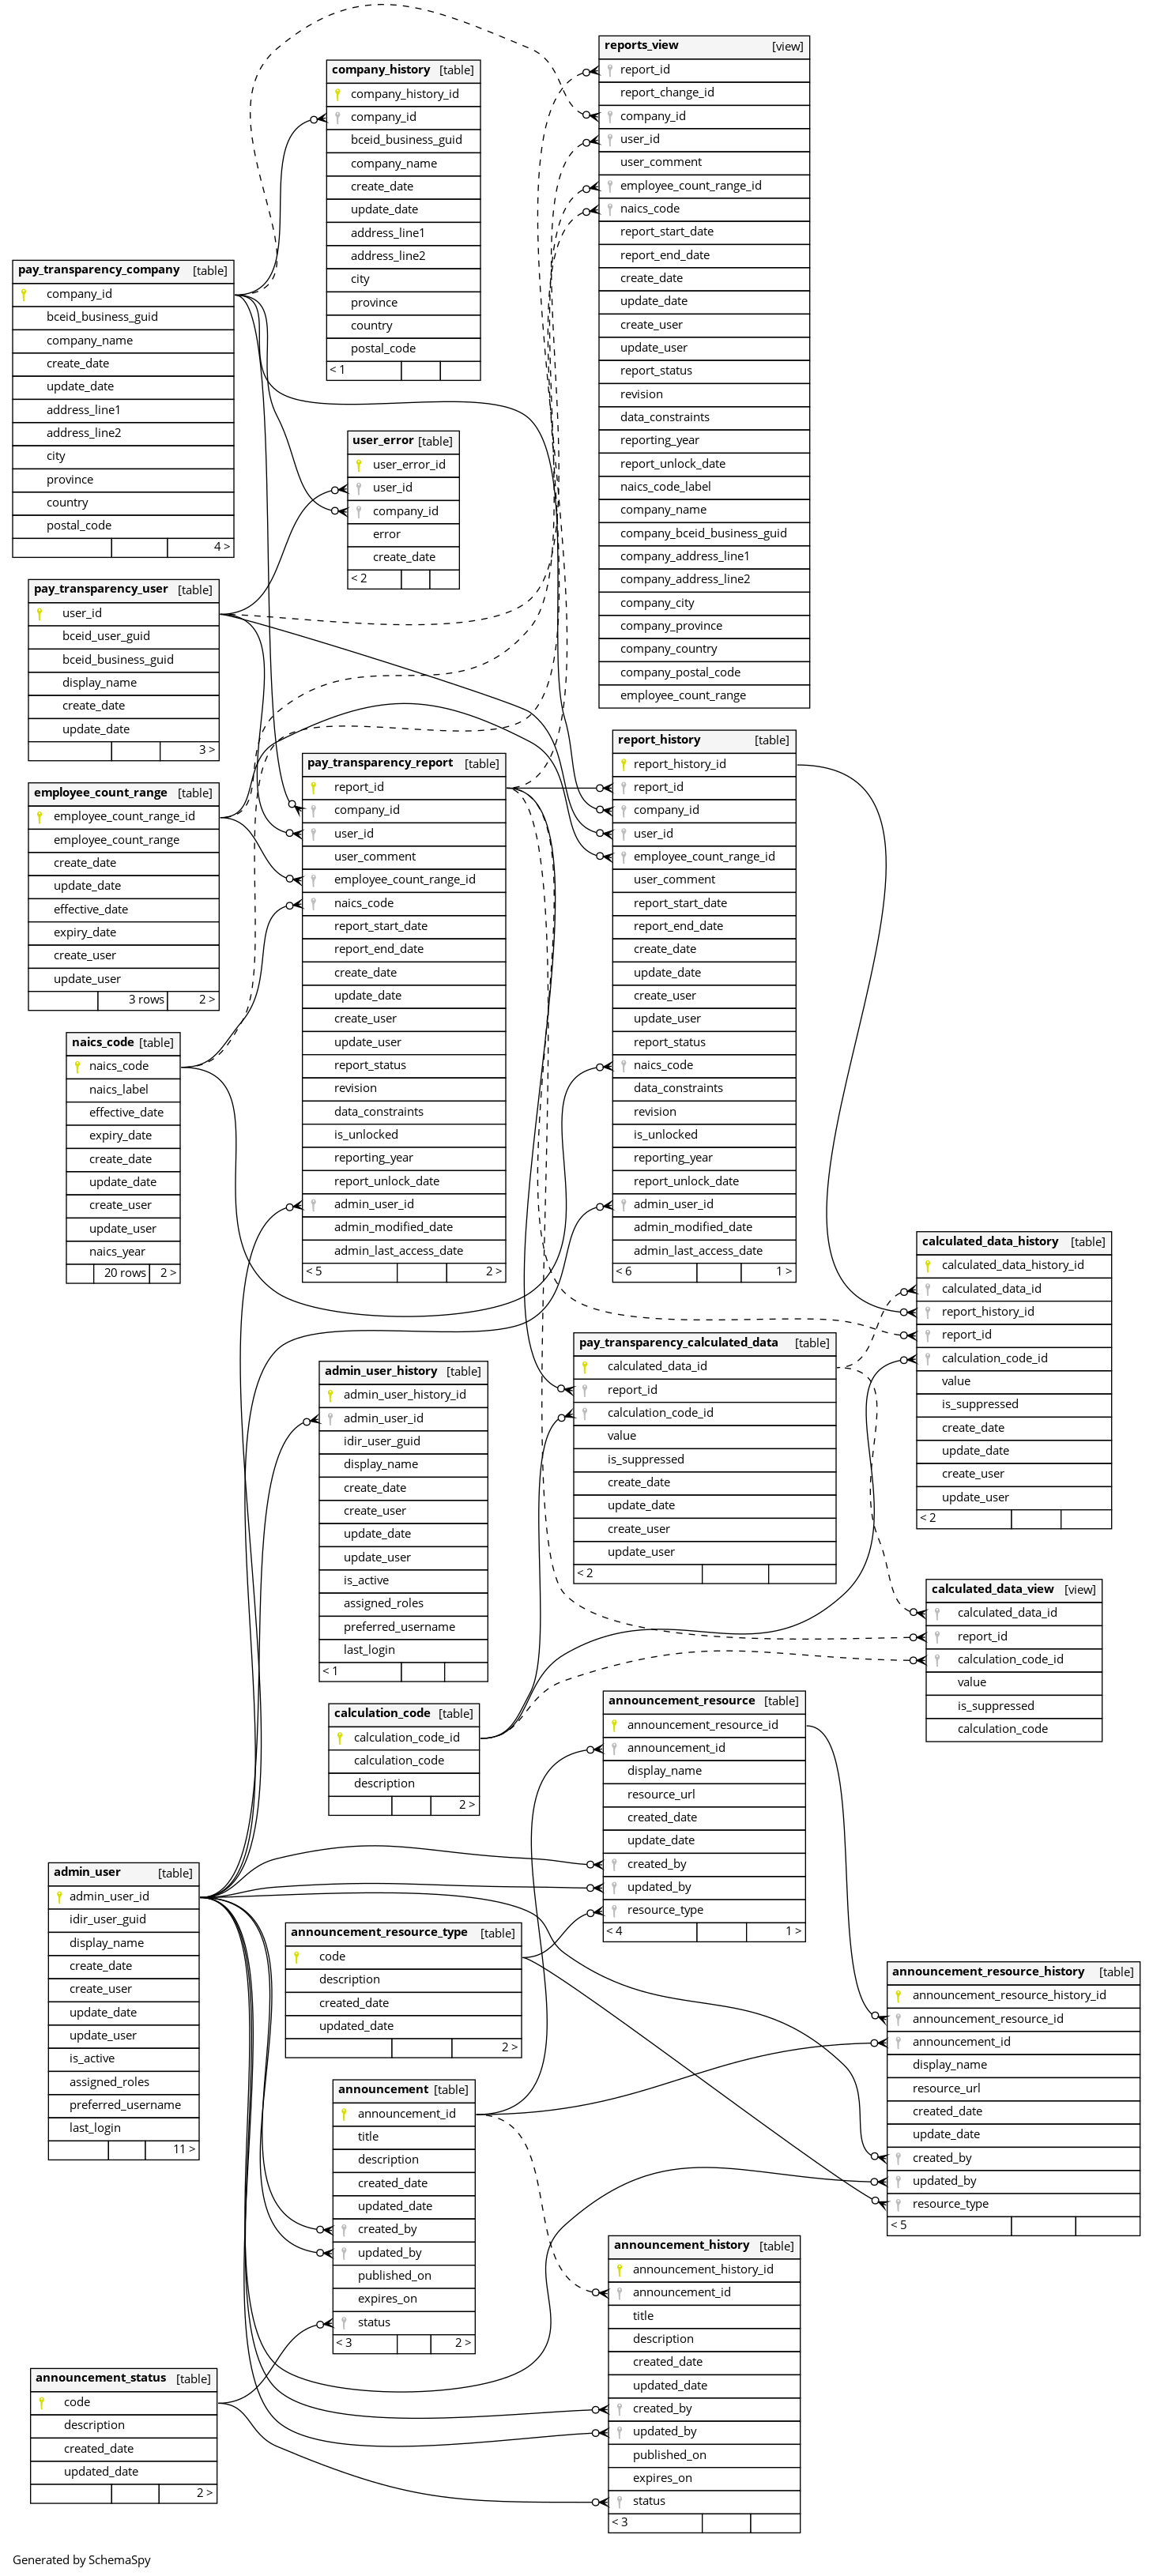 reports_view [view]
report_id
report_change_id
company_id
user_id
user_comment
employee_count_range_id
naics_code
report_start_date
report_end_date
create_date
update_date
create_user
update_user
report_status
revision
data_constraints
reporting_year
report_unlock_date
naics_code_label
company_name
company_bceid_business_guid
company_address_line1
company_address_line2
company_city
company_province
company_country
company_postal_code
employee_count_range
company_history [table]
company_history_id
company_id
bceid_business_guid
company_name
create_date
update_date
address_line1
address_line2
city
province
country
postal_code
< 1
pay_transparency_company [table]
company_id
bceid_business_guid
company_name
create_date
update_date
address_line1
address_line2
city
province
country
postal_code
4 >
user_error [table]
user_error_id
user_id
company_id
error
create_date
< 2
pay_transparency_user [table]
user_id
bceid_user_guid
bceid_business_guid
display_name
create_date
update_date
3 >
employee_count_range [table]
employee_count_range_id
employee_count_range
create_date
update_date
effective_date
expiry_date
create_user
update_user
3 rows 2 >
naics_code [table]
naics_code
naics_label
effective_date
expiry_date
create_date
update_date
create_user
update_user
naics_year
20 rows 2 >
pay_transparency_report [table]
report_id
company_id
user_id
user_comment
employee_count_range_id
naics_code
report_start_date
report_end_date
create_date
update_date
create_user
update_user
report_status
revision
data_constraints
is_unlocked
reporting_year
report_unlock_date
admin_user_id
admin_modified_date
admin_last_access_date
< 5 2 >
report_history [table]
report_history_id
report_id
company_id
user_id
employee_count_range_id
user_comment
report_start_date
report_end_date
create_date
update_date
create_user
update_user
report_status
naics_code
data_constraints
revision
is_unlocked
reporting_year
report_unlock_date
admin_user_id
admin_modified_date
admin_last_access_date
< 6 1 >
calculated_data_history [table]
calculated_data_history_id
calculated_data_id
report_history_id
report_id
calculation_code_id
value
is_suppressed
create_date
update_date
create_user
update_user
< 2
pay_transparency_calculated_data [table]
calculated_data_id
report_id
calculation_code_id
value
is_suppressed
create_date
update_date
create_user
update_user
< 2
admin_user_history [table]
admin_user_history_id
admin_user_id
idir_user_guid
display_name
create_date
create_user
update_date
update_user
is_active
assigned_roles
preferred_username
last_login
< 1
calculated_data_view [view]
calculated_data_id
report_id
calculation_code_id
value
is_suppressed
calculation_code
calculation_code [table]
calculation_code_id
calculation_code
description
2 >
announcement_resource [table]
announcement_resource_id
announcement_id
display_name
resource_url
created_date
update_date
created_by
updated_by
resource_type
< 4 1 >
admin_user [table]
admin_user_id
idir_user_guid
display_name
create_date
create_user
update_date
update_user
is_active
assigned_roles
preferred_username
last_login
11 >
announcement_resource_type [table]
code
description
created_date
updated_date
2 >
announcement_resource_history [table]
announcement_resource_history_id
announcement_resource_id
announcement_id
display_name
resource_url
created_date
update_date
created_by
updated_by
resource_type
< 5
announcement [table]
announcement_id
title
description
created_date
updated_date
created_by
updated_by
published_on
expires_on
status
< 3 2 >
announcement_history [table]
announcement_history_id
announcement_id
title
description
created_date
updated_date
created_by
updated_by
published_on
expires_on
status
< 3
announcement_status [table]
code
description
created_date
updated_date
2 >
Generated by SchemaSpy